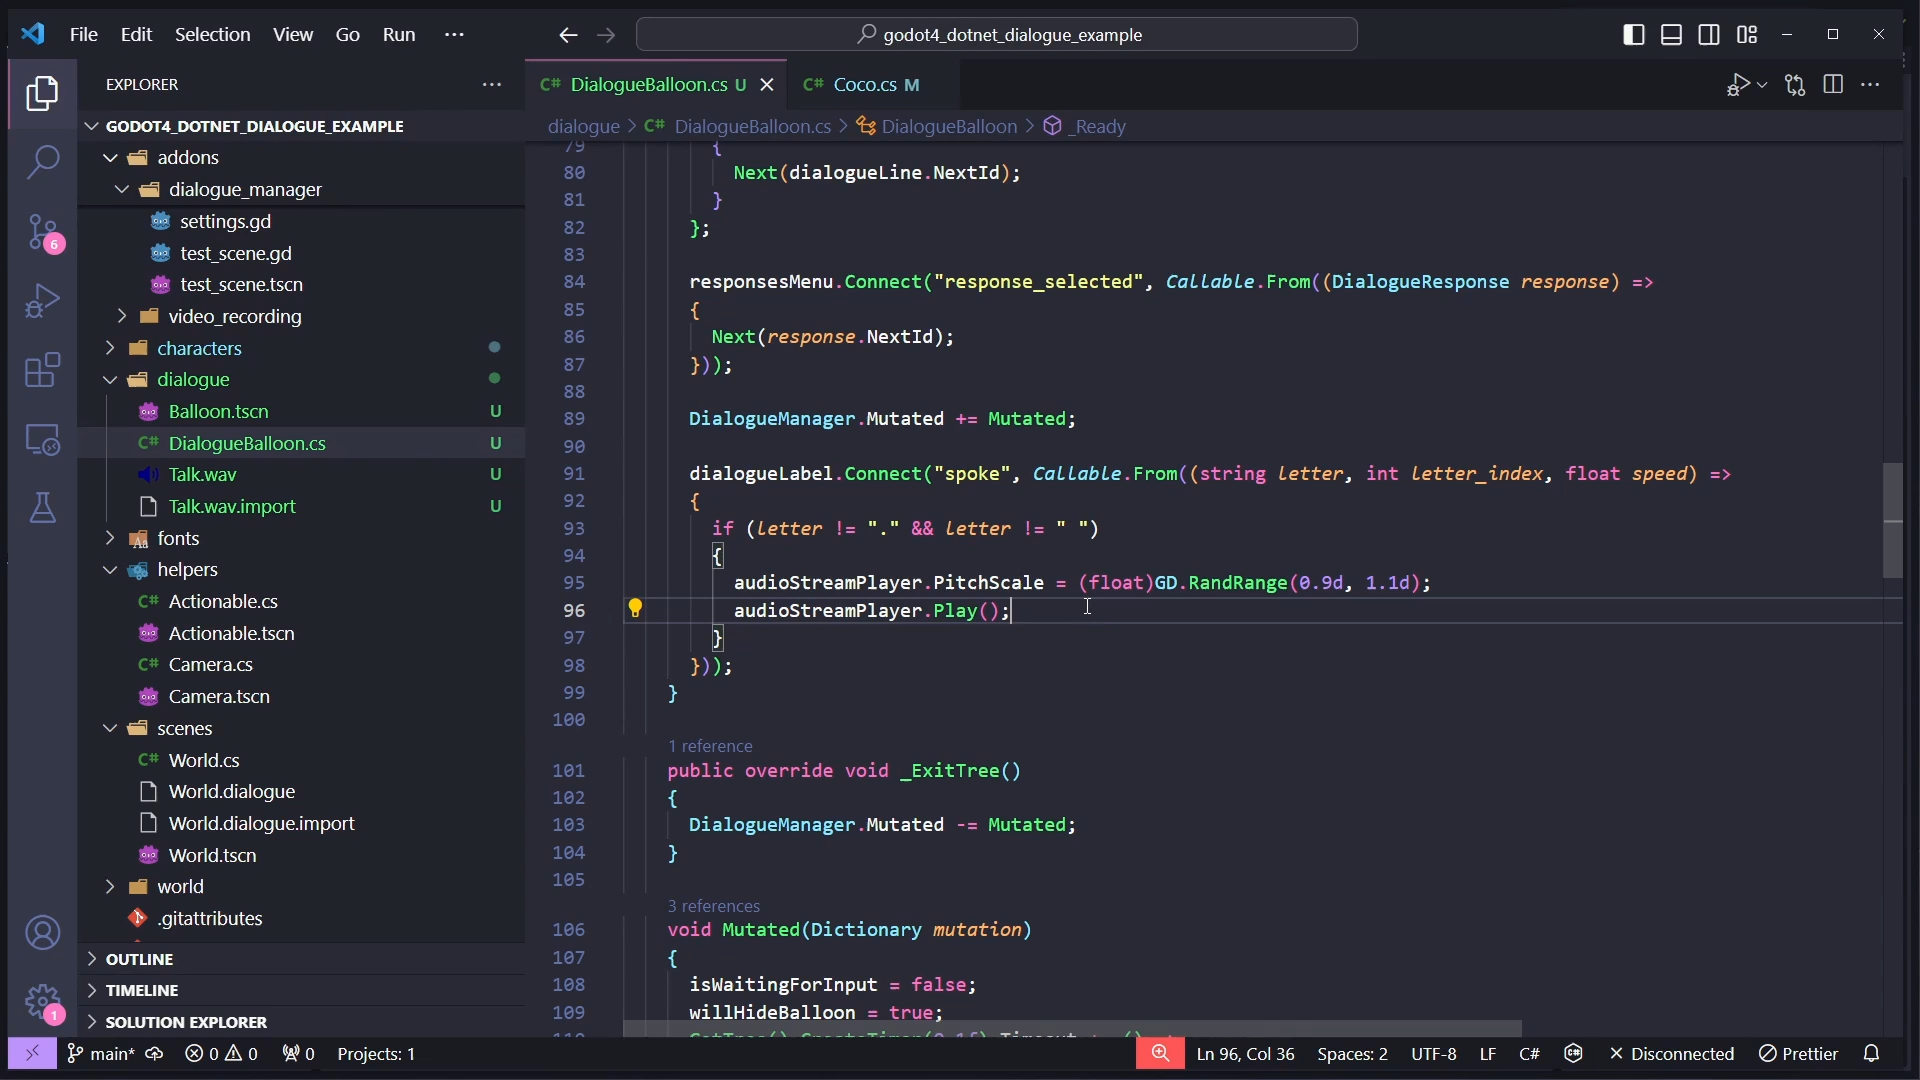 File Edit Selection View Go Run ···
godot4_dotnet_dialogue_example
EXPLORER
GODOT4_DOTNET_DIALOGUE_EXAMPLE
addons
dialogue_manager
settings.gd
test_scene.gd
test_scene.tscn
video_recording
characters
dialogue
Balloon.tscn U
C# DialogueBalloon.cs U
Talk.wav U
Talk.wav.import U
fonts
helpers
C# Actionable.cs
Actionable.tscn
C# Camera.cs
Camera.tscn
scenes
C# World.cs
World.dialogue
World.dialogue.import
World.tscn
world
.gitattributes
OUTLINE
TIMELINE
SOLUTION EXPLORER
6
1
C# DialogueBalloon.cs U
C# Coco.cs M
dialogue > C# DialogueBalloon.cs > DialogueBalloon > _Ready
79 {
80 Next(dialogueLine.NextId);
81 }
82 };
83
84 responsesMenu.Connect("response_selected", Callable.From((DialogueResponse response) =>
85 {
86 Next(response.NextId);
87 }));
88
89 DialogueManager.Mutated += Mutated;
90
91 dialogueLabel.Connect("spoke", Callable.From((string letter, int letter_index, float speed) =>
92 {
93 if (letter != "." && letter != " ")
94 {
95 audioStreamPlayer.PitchScale = (float)GD.RandRange(0.9d, 1.1d);
96 audioStreamPlayer.Play();
97 }
98 }));
99 }
100
1 reference
101 public override void _ExitTree()
102 {
103 DialogueManager.Mutated -= Mutated;
104 }
105
3 references
106 void Mutated(Dictionary mutation)
107 {
108 isWaitingForInput = false;
109 willHideBalloon = true;
main* 0 0 0 Projects: 1
Ln 96, Col 36 Spaces: 2 UTF-8 LF C# Disconnected Prettier